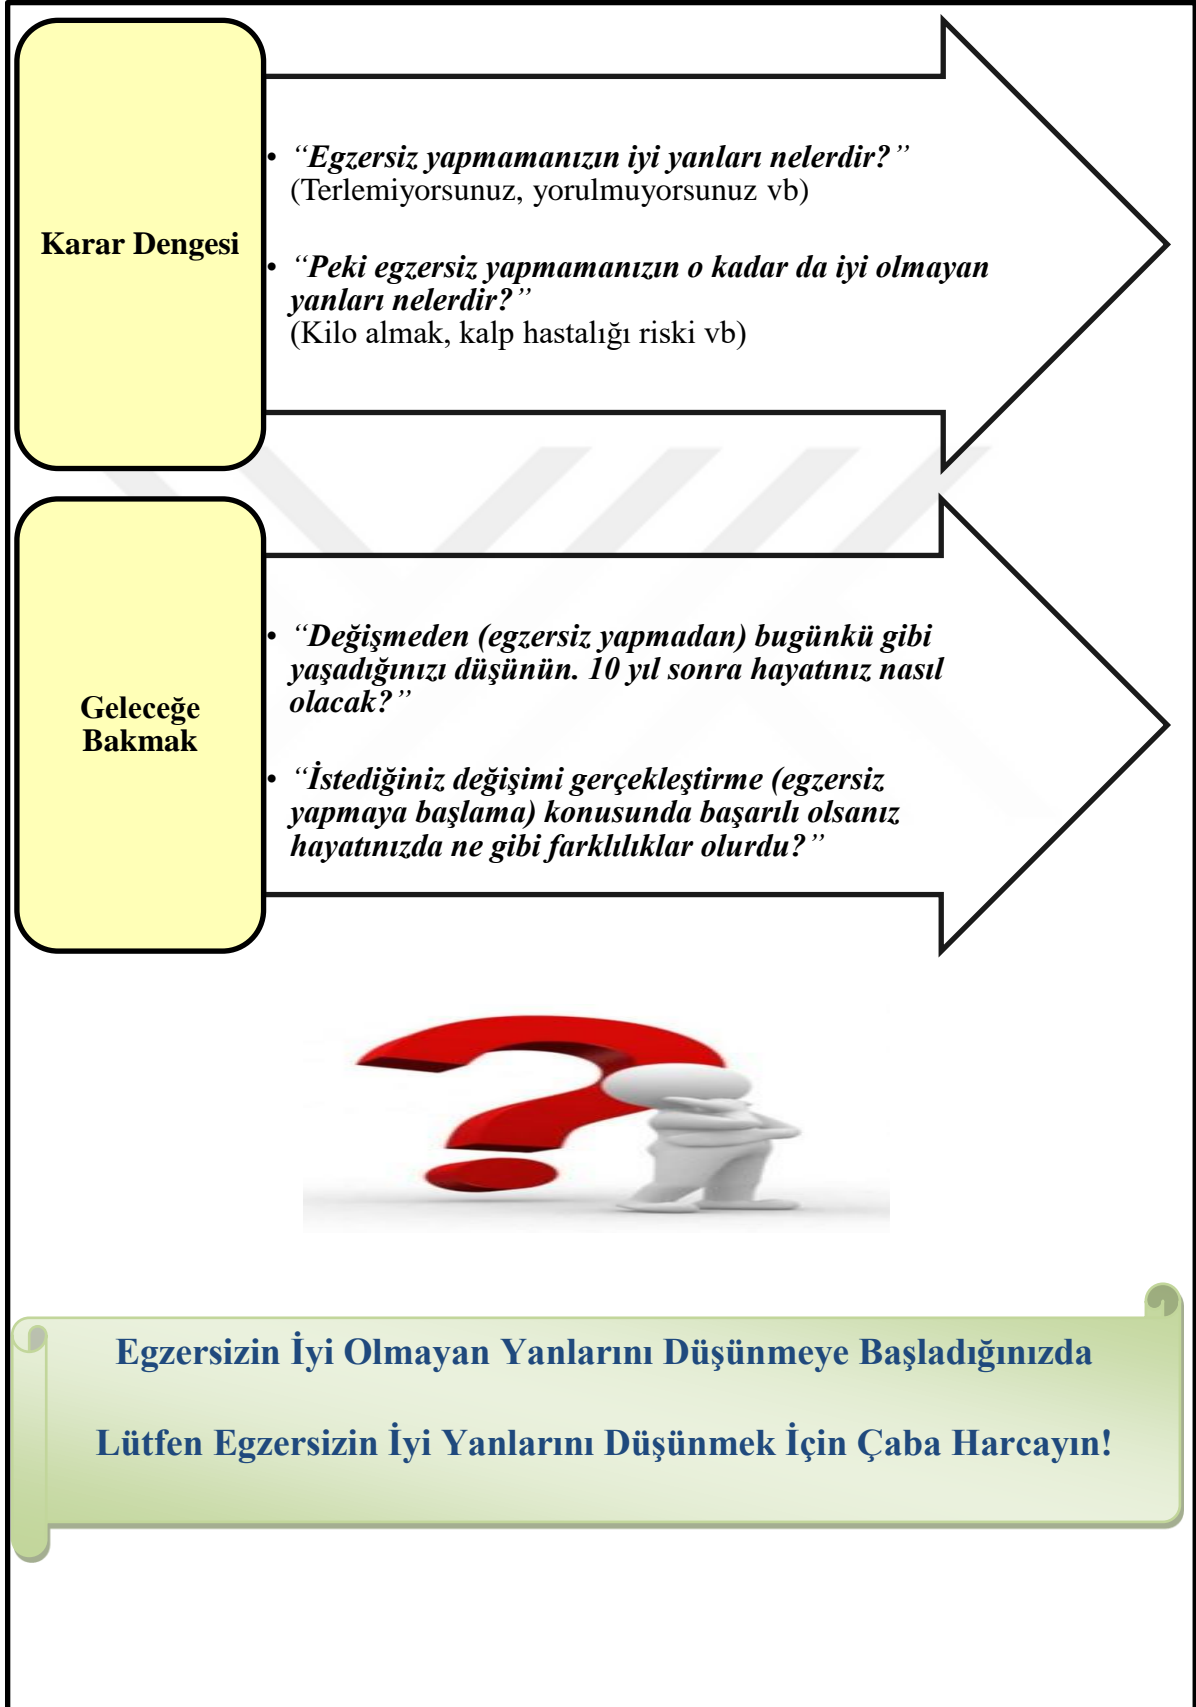 Karar Dengesi
• “Egzersiz yapmamanızın iyi yanları nelerdir?”
(Terlemiyorsunuz, yorulmuyorsunuz vb)
• “Peki egzersiz yapmamanızın o kadar da iyi olmayan
yanları nelerdir?”
(Kilo almak, kalp hastalığı riski vb)
Geleceğe
Bakmak
• “Değişmeden (egzersiz yapmadan) bugünkü gibi
yaşadığınızı düşünün. 10 yıl sonra hayatınız nasıl
olacak?”
• “İstediğiniz değişimi gerçekleştirme (egzersiz
yapmaya başlama) konusunda başarılı olsanız
hayatınızda ne gibi farklılıklar olurdu?”
Egzersizin İyi Olmayan Yanlarını Düşünmeye Başladığınızda
Lütfen Egzersizin İyi Yanlarını Düşünmek İçin Çaba Harcayın!